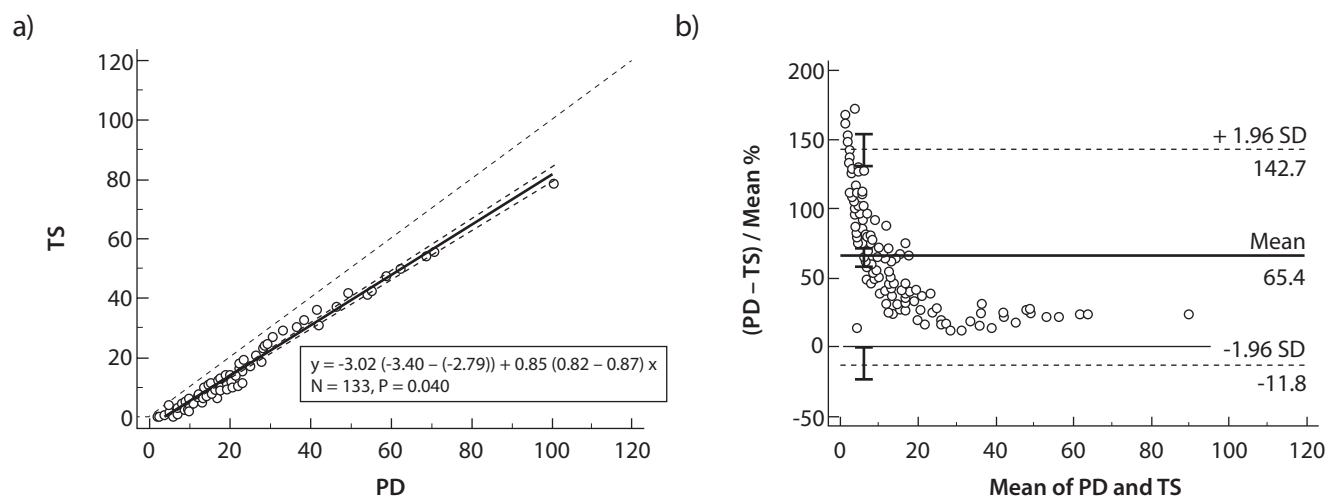 a)
120
100
80
60
40
20
0
TS
y = -3.02 (-3.40 – (-2.79)) + 0.85 (0.82 – 0.87) x
N = 133, P = 0.040
0 20 40 60 80 100 120
PD
b)
200
150
100
50
0
-50
(PD – TS) / Mean %
+ 1.96 SD
142.7
Mean
65.4
-1.96 SD
-11.8
0 20 40 60 80 100 120
Mean of PD and TS